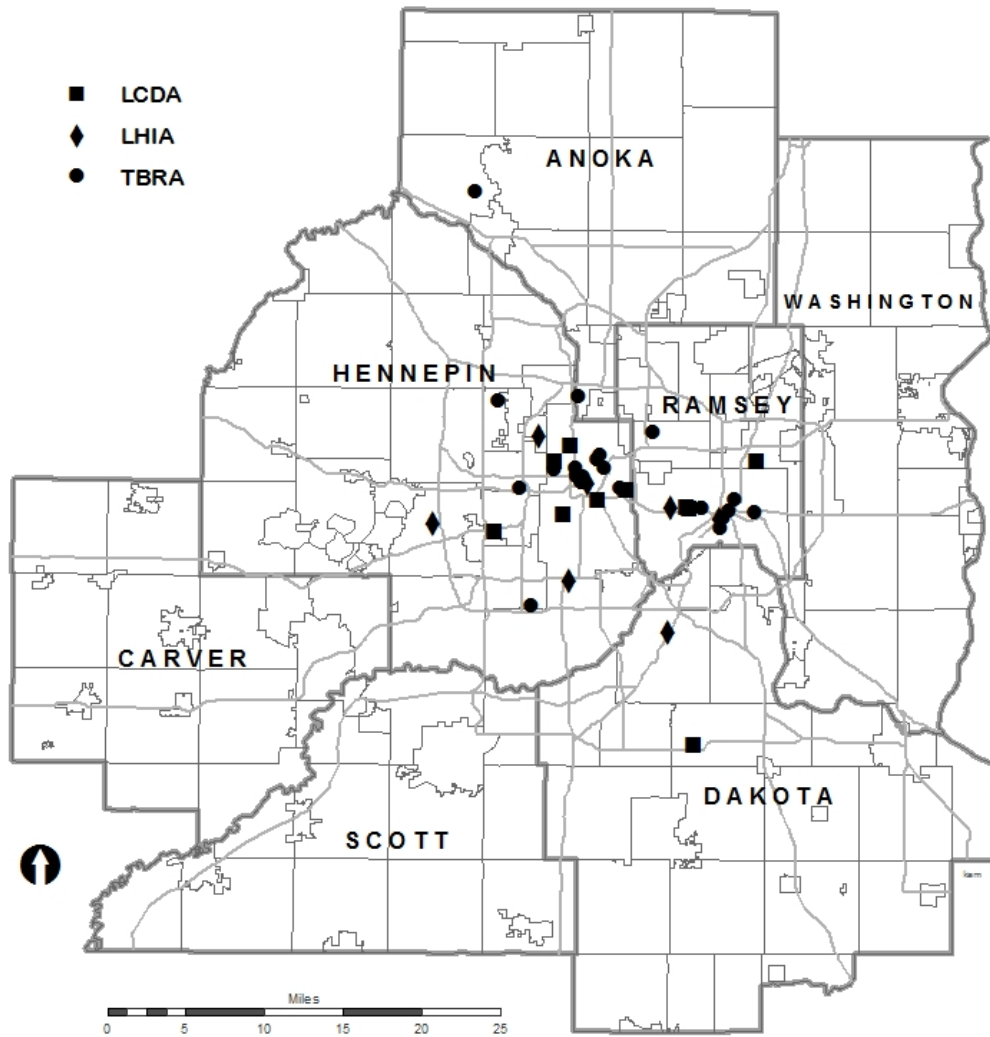 LCDA
LHIA
TBRA
ANOKA
WASHINGTON
HENNEPIN
RAMSEY
CARVER
DAKOTA
SCOTT
Miles
0 5 10 15 20 25